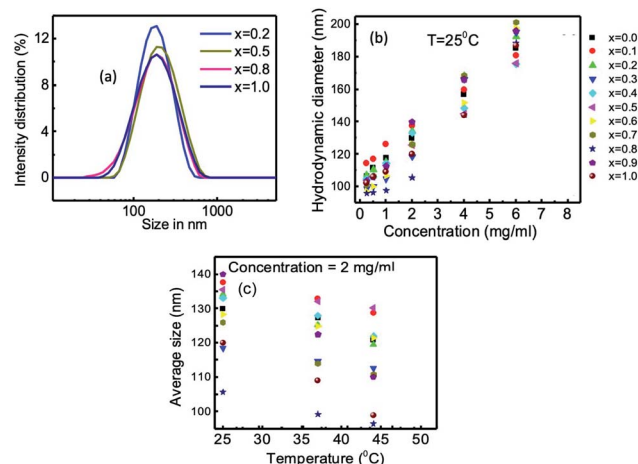 12%
8
4
0
Intensity distribution (%)
(a)
x=0.2
x=0.5
x=0.8
x=1.0
100
1000
Size in nm
200
180
160
140
120
100
Hydrodynamic diameter (nm)
(b)
T=25⁰C
0 1 2 3 4 5 6 7 8
Concentration (mg/ml)
x=0.0
x=0.1
x=0.2
x=0.3
x=0.4
x=0.5
x=0.6
x=0.7
x=0.8
x=0.9
x=1.0
140
130
120
110
100
Average size (nm)
Concentration = 2 mg/ml
(c)
25 30 35 40 45 50
Temperature (⁰C)